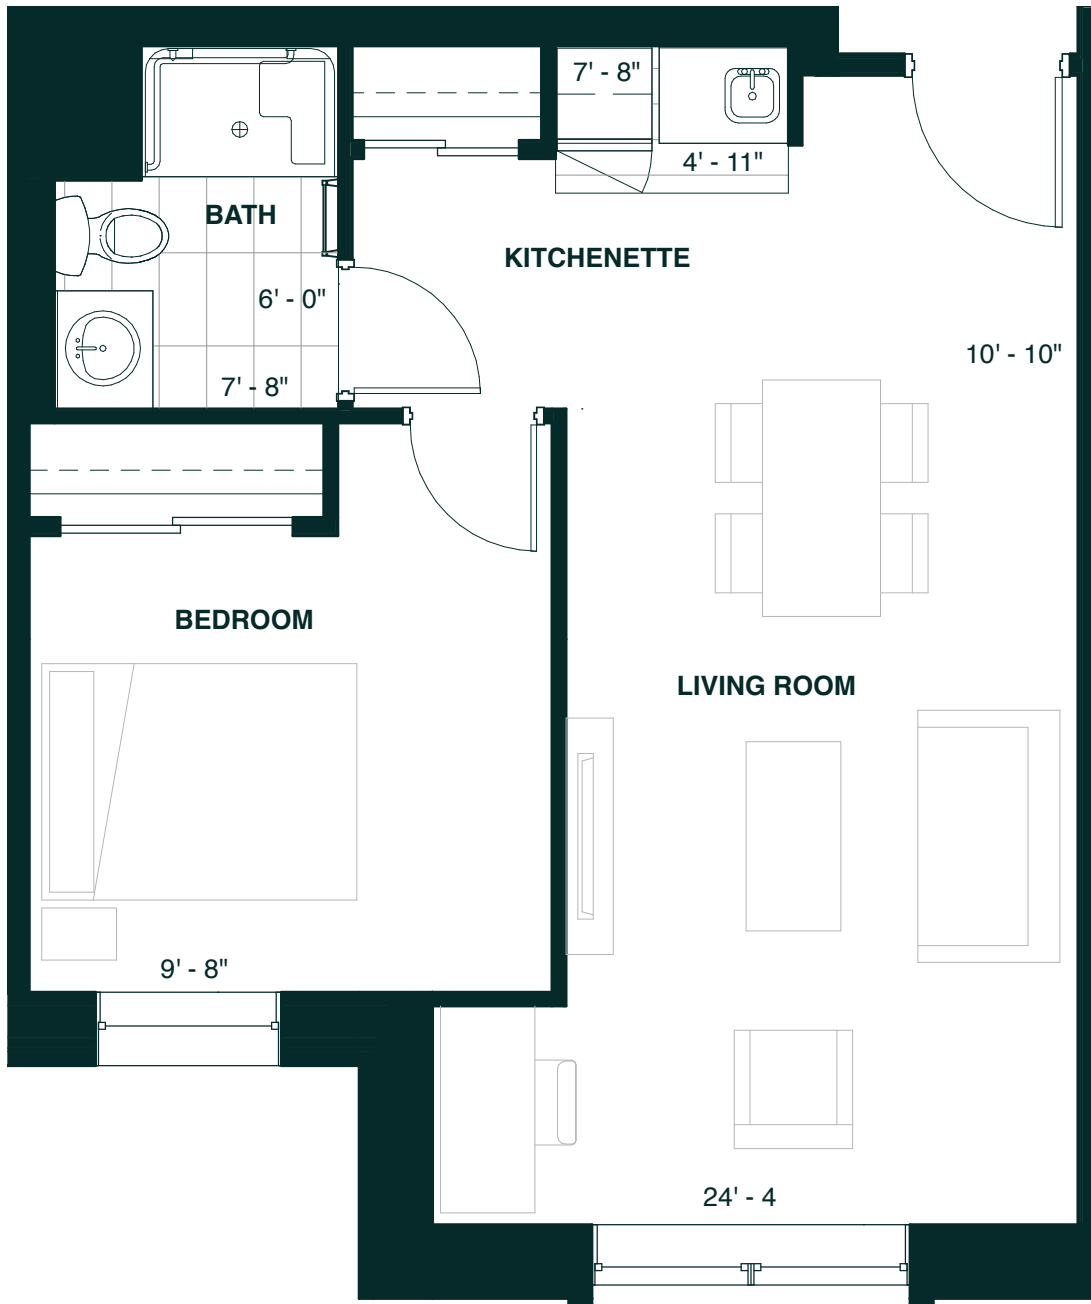 7' - 8"
4' - 11"
BATH
KITCHENETTE
6' - 0"
10' - 10"
7' - 8"
BEDROOM
LIVING ROOM
9' - 8"
24' - 4